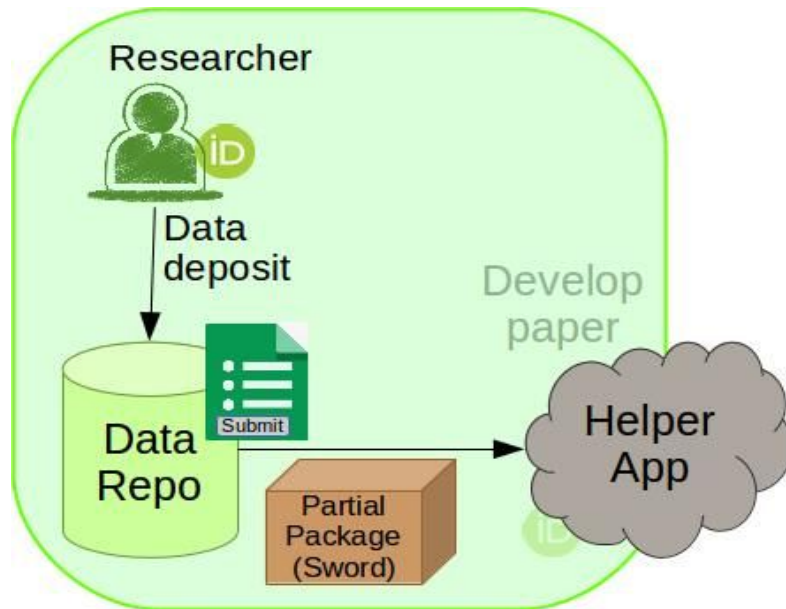 Researcher
iD
Data
deposit
Develop
paper
Submit
Data
Repo
Helper
App
Partial
Package
(Sword)
iD